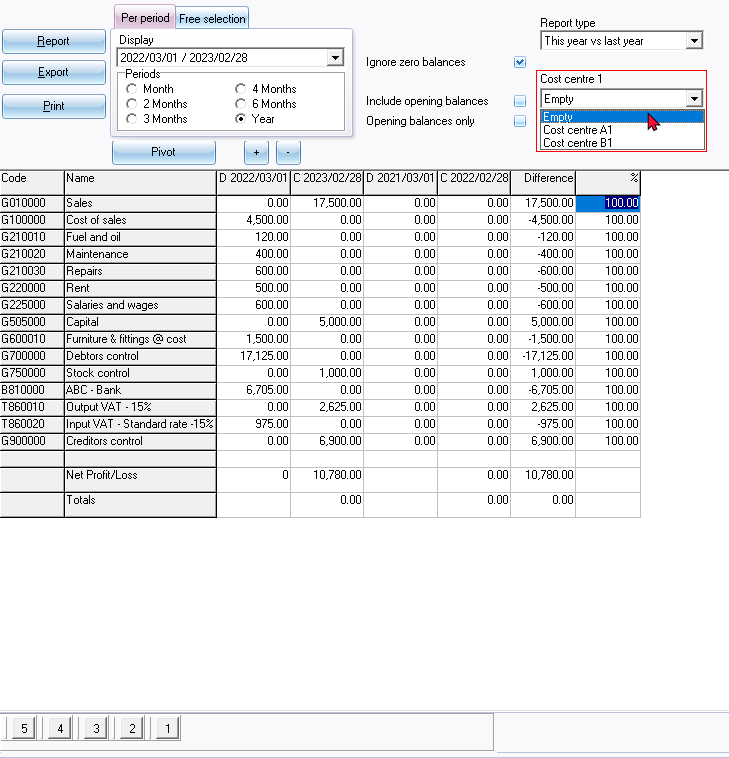 Per period Free selection
Report
Export
Print
Display
2022/03/01 / 2023/02/28
Periods
Month 4 Months
2 Months 6 Months
3 Months Year
Pivot + -
Ignore zero balances
Include opening balances
Opening balances only
Report type
This year vs last year
Cost centre 1
Empty
Empty
Cost centre A1
Cost centre B1
Code Name D 2022/03/01 C 2023/02/28 D 2021/03/01 C 2022/02/28 Difference %
G010000 Sales 0.00 17,500.00 0.00 0.00 17,500.00 100.00
G100000 Cost of sales 4,500.00 0.00 0.00 0.00 -4,500.00 100.00
G210010 Fuel and oil 120.00 0.00 0.00 0.00 -120.00 100.00
G210020 Maintenance 400.00 0.00 0.00 0.00 -400.00 100.00
G210030 Repairs 600.00 0.00 0.00 0.00 -600.00 100.00
G220000 Rent 500.00 0.00 0.00 0.00 -500.00 100.00
G225000 Salaries and wages 600.00 0.00 0.00 0.00 -600.00 100.00
G505000 Capital 0.00 5,000.00 0.00 0.00 5,000.00 100.00
G600010 Furniture & fittings @ cost 1,500.00 0.00 0.00 0.00 -1,500.00 100.00
G700000 Debtors control 17,125.00 0.00 0.00 0.00 -17,125.00 100.00
G750000 Stock control 0.00 1,000.00 0.00 0.00 1,000.00 100.00
B810000 ABC - Bank 6,705.00 0.00 0.00 0.00 -6,705.00 100.00
T860010 Output VAT - 15% 0.00 2,625.00 0.00 0.00 2,625.00 100.00
T860020 Input VAT - Standard rate -15% 975.00 0.00 0.00 0.00 -975.00 100.00
G900000 Creditors control 0.00 6,900.00 0.00 0.00 6,900.00 100.00
Net Profit/Loss 0 10,780.00 0.00 10,780.00
Totals 0.00 0.00 0.00
5 4 3 2 1